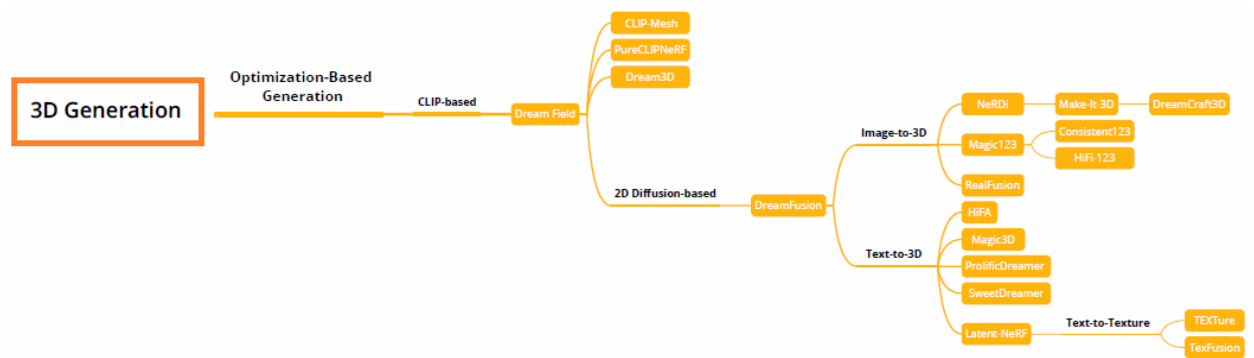 3D Generation
Optimization-Based
Generation
CLIP-based
Dream Field
CLIP-Mesh
PureCLIPNeRF
Dream3D
2D Diffusion-based
DreamFusion
Image-to-3D
NeRDi
Make-It-3D
DreamCraft3D
Magic123
Consistent123
HiFi-123
RealFusion
Text-to-3D
HiFA
Magic3D
ProlificDreamer
SweetDreamer
Latent-NeRF
Text-to-Texture
TEXTure
TexFusion